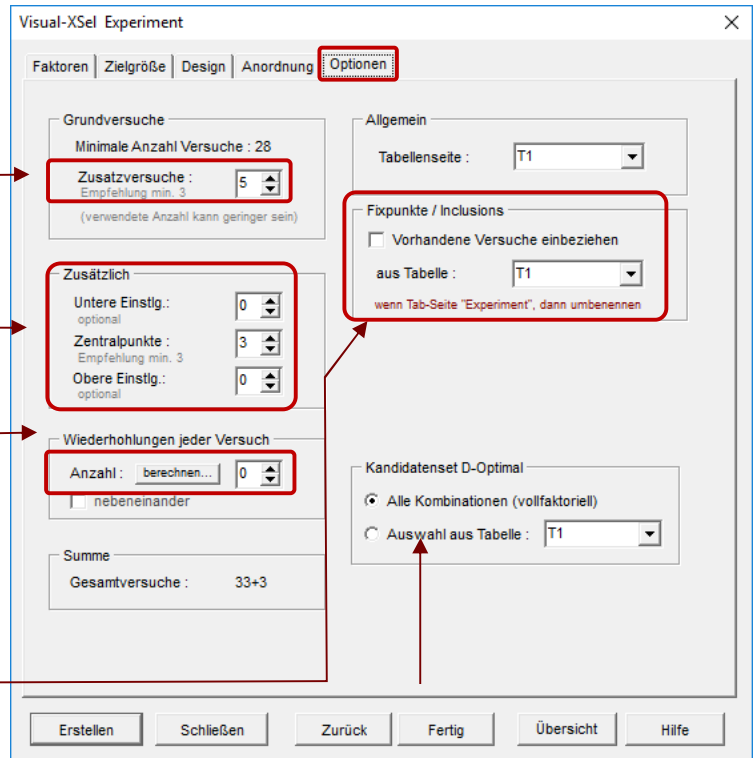 Visual-XSel Experiment
Faktoren Zielgröße Design Anordnung Optionen
Grundversuche
Minimale Anzahl Versuche : 28
Zusatzversuche : 5
Empfehlung min. 3
(verwendete Anzahl kann geringer sein)
Zusätzlich
Untere Einstlg.: 0
optional
Zentralpunkte : 3
Empfehlung min. 3
Obere Einstlg.: 0
optional
Wiederhohlungen jeder Versuch
Anzahl : berechnen... 0
nebeneinander
Summe
Gesamtversuche : 33+3
Allgemein
Tabellenseite : T1
Fixpunkte / Inclusions
Vorhandene Versuche einbeziehen
aus Tabelle : T1
wenn Tab-Seite "Experiment", dann umbenennen
Kandidatenset D-Optimal
Alle Kombinationen (vollfaktoriell)
Auswahl aus Tabelle : T1
Erstellen Schließen Zurück Fertig Übersicht Hilfe